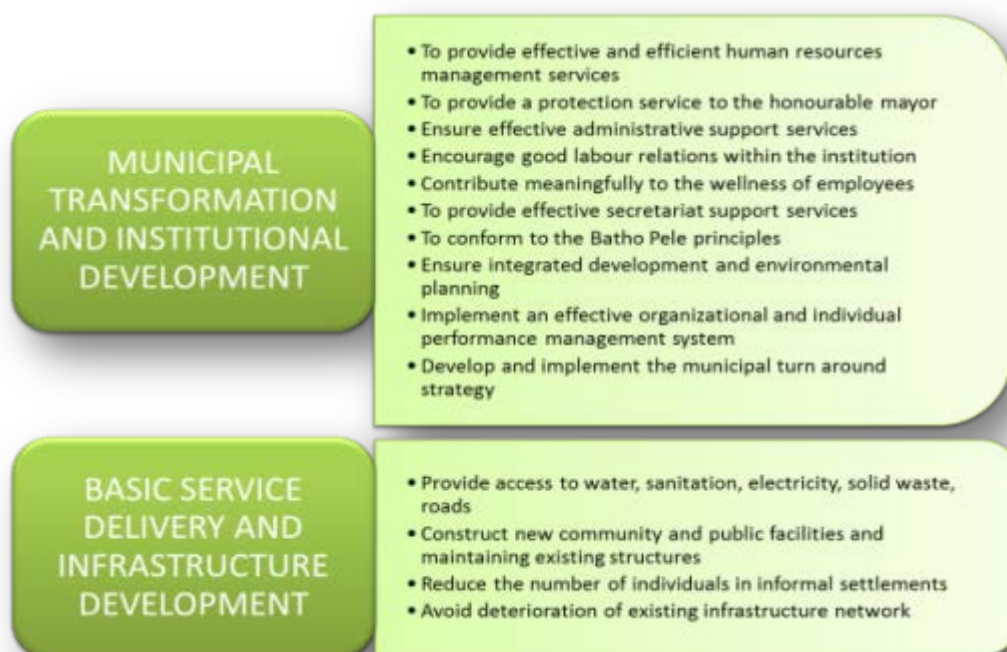 MUNICIPAL
TRANSFORMATION
AND INSTITUTIONAL
DEVELOPMENT
• To provide effective and efficient human resources
management services
• To provide a protection service to the honourable mayor
• Ensure effective administrative support services
• Encourage good labour relations within the institution
• Contribute meaningfully to the wellness of employees
• To provide effective secretariat support services
• To conform to the Batho Pele principles
• Ensure integrated development and environmental
planning
• Implement an effective organizational and individual
performance management system
• Develop and implement the municipal turn around
strategy
BASIC SERVICE
DELIVERY AND
INFRASTRUCTURE
DEVELOPMENT
• Provide access to water, sanitation, electricity, solid waste,
roads
• Construct new community and public facilities and
maintaining existing structures
• Reduce the number of individuals in informal settlements
• Avoid deterioration of existing infrastructure network